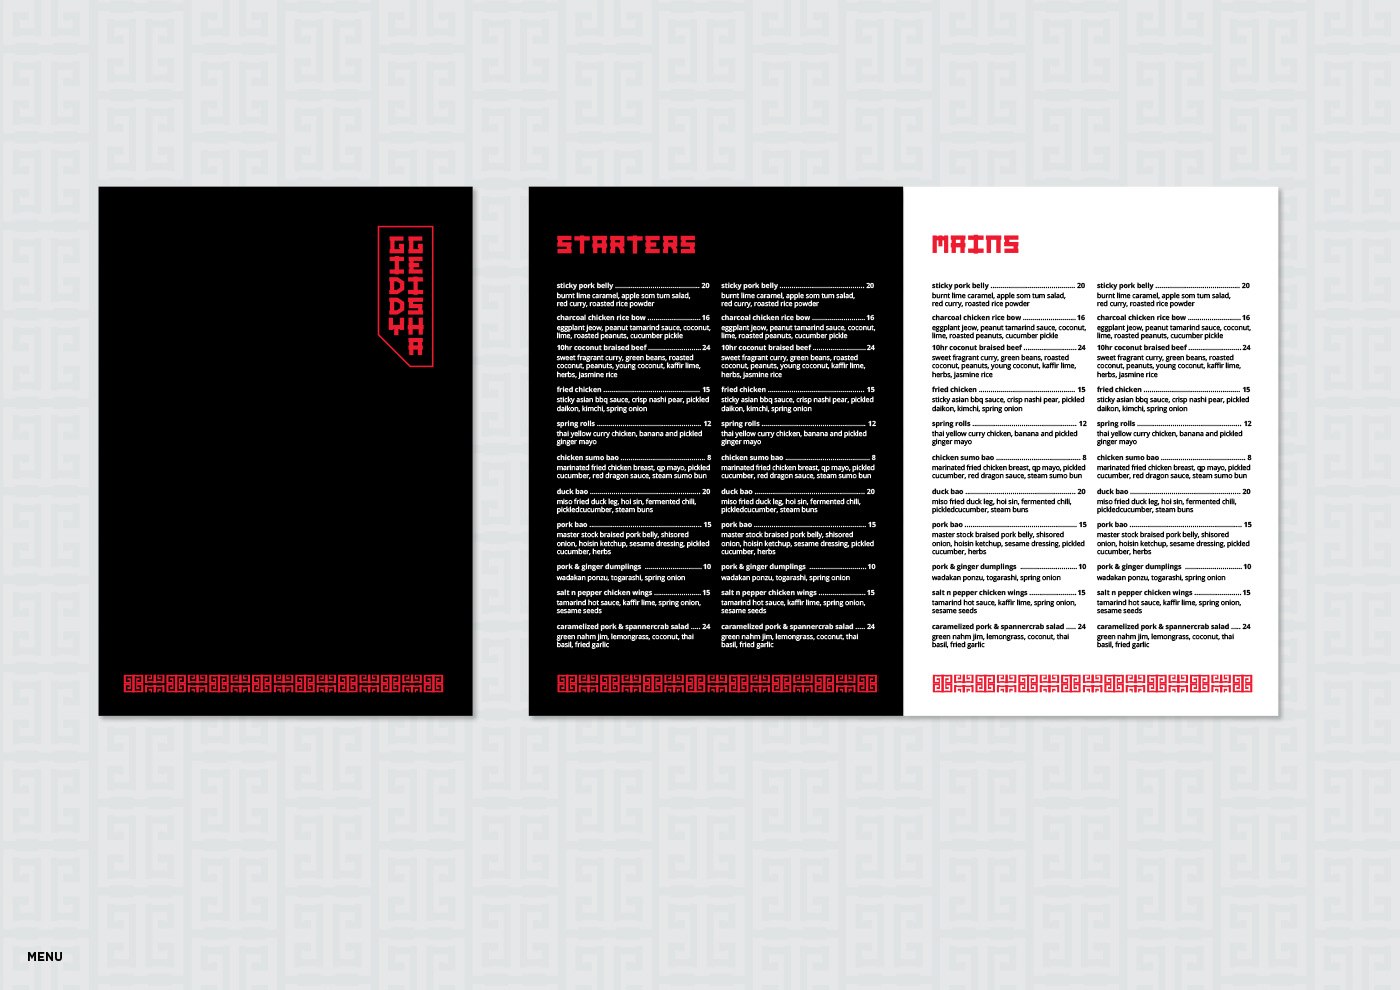 GIDDY
GEISHA
STARTERS
sticky pork belly 20
burnt lime caramel, apple som tum salad,
red curry, roasted rice powder
charcoal chicken rice bow 16
eggplant jeow, peanut tamarind sauce, coconut,
lime, roasted peanuts, cucumber pickle
10hr coconut braised beef 24
sweet fragrant curry, green beans, roasted
coconut, peanuts, young coconut, kaffir lime,
herbs, jasmine rice
fried chicken 15
sticky asian bbq sauce, crisp nashi pear, pickled
daikon, kimchi, spring onion
spring rolls 12
thai yellow curry chicken, banana and pickled
ginger mayo
chicken sumo bao 8
marinated fried chicken breast, qp mayo, pickled
cucumber, red dragon sauce, steam sumo bun
duck bao 20
miso fried duck leg, hoi sin, fermented chili,
pickledcucumber, steam buns
pork bao 15
master stock braised pork belly, shisored
onion, hoisin ketchup, sesame dressing, pickled
cucumber, herbs
pork & ginger dumplings 10
wadakan ponzu, togarashi, spring onion
salt n pepper chicken wings 15
tamarind hot sauce, kaffir lime, spring onion,
sesame seeds
caramelized pork & spannercrab salad 24
green nahm jim, lemongrass, coconut, thai
basil, fried garlic
sticky pork belly 20
burnt lime caramel, apple som tum salad,
red curry, roasted rice powder
charcoal chicken rice bow 16
eggplant jeow, peanut tamarind sauce, coconut,
lime, roasted peanuts, cucumber pickle
10hr coconut braised beef 24
sweet fragrant curry, green beans, roasted
coconut, peanuts, young coconut, kaffir lime,
herbs, jasmine rice
fried chicken 15
sticky asian bbq sauce, crisp nashi pear, pickled
daikon, kimchi, spring onion
spring rolls 12
thai yellow curry chicken, banana and pickled
ginger mayo
chicken sumo bao 8
marinated fried chicken breast, qp mayo, pickled
cucumber, red dragon sauce, steam sumo bun
duck bao 20
miso fried duck leg, hoi sin, fermented chili,
pickledcucumber, steam buns
pork bao 15
master stock braised pork belly, shisored
onion, hoisin ketchup, sesame dressing, pickled
cucumber, herbs
pork & ginger dumplings 10
wadakan ponzu, togarashi, spring onion
salt n pepper chicken wings 15
tamarind hot sauce, kaffir lime, spring onion,
sesame seeds
caramelized pork & spannercrab salad 24
green nahm jim, lemongrass, coconut, thai
basil, fried garlic
MAINS
sticky pork belly 20
burnt lime caramel, apple som tum salad,
red curry, roasted rice powder
charcoal chicken rice bow 16
eggplant jeow, peanut tamarind sauce, coconut,
lime, roasted peanuts, cucumber pickle
10hr coconut braised beef 24
sweet fragrant curry, green beans, roasted
coconut, peanuts, young coconut, kaffir lime,
herbs, jasmine rice
fried chicken 15
sticky asian bbq sauce, crisp nashi pear, pickled
daikon, kimchi, spring onion
spring rolls 12
thai yellow curry chicken, banana and pickled
ginger mayo
chicken sumo bao 8
marinated fried chicken breast, qp mayo, pickled
cucumber, red dragon sauce, steam sumo bun
duck bao 20
miso fried duck leg, hoi sin, fermented chili,
pickledcucumber, steam buns
pork bao 15
master stock braised pork belly, shisored
onion, hoisin ketchup, sesame dressing, pickled
cucumber, herbs
pork & ginger dumplings 10
wadakan ponzu, togarashi, spring onion
salt n pepper chicken wings 15
tamarind hot sauce, kaffir lime, spring onion,
sesame seeds
caramelized pork & spannercrab salad 24
green nahm jim, lemongrass, coconut, thai
basil, fried garlic
sticky pork belly 20
burnt lime caramel, apple som tum salad,
red curry, roasted rice powder
charcoal chicken rice bow 16
eggplant jeow, peanut tamarind sauce, coconut,
lime, roasted peanuts, cucumber pickle
10hr coconut braised beef 24
sweet fragrant curry, green beans, roasted
coconut, peanuts, young coconut, kaffir lime,
herbs, jasmine rice
fried chicken 15
sticky asian bbq sauce, crisp nashi pear, pickled
daikon, kimchi, spring onion
spring rolls 12
thai yellow curry chicken, banana and pickled
ginger mayo
chicken sumo bao 8
marinated fried chicken breast, qp mayo, pickled
cucumber, red dragon sauce, steam sumo bun
duck bao 20
miso fried duck leg, hoi sin, fermented chili,
pickledcucumber, steam buns
pork bao 15
master stock braised pork belly, shisored
onion, hoisin ketchup, sesame dressing, pickled
cucumber, herbs
pork & ginger dumplings 10
wadakan ponzu, togarashi, spring onion
salt n pepper chicken wings 15
tamarind hot sauce, kaffir lime, spring onion,
sesame seeds
caramelized pork & spannercrab salad 24
green nahm jim, lemongrass, coconut, thai
basil, fried garlic
MENU